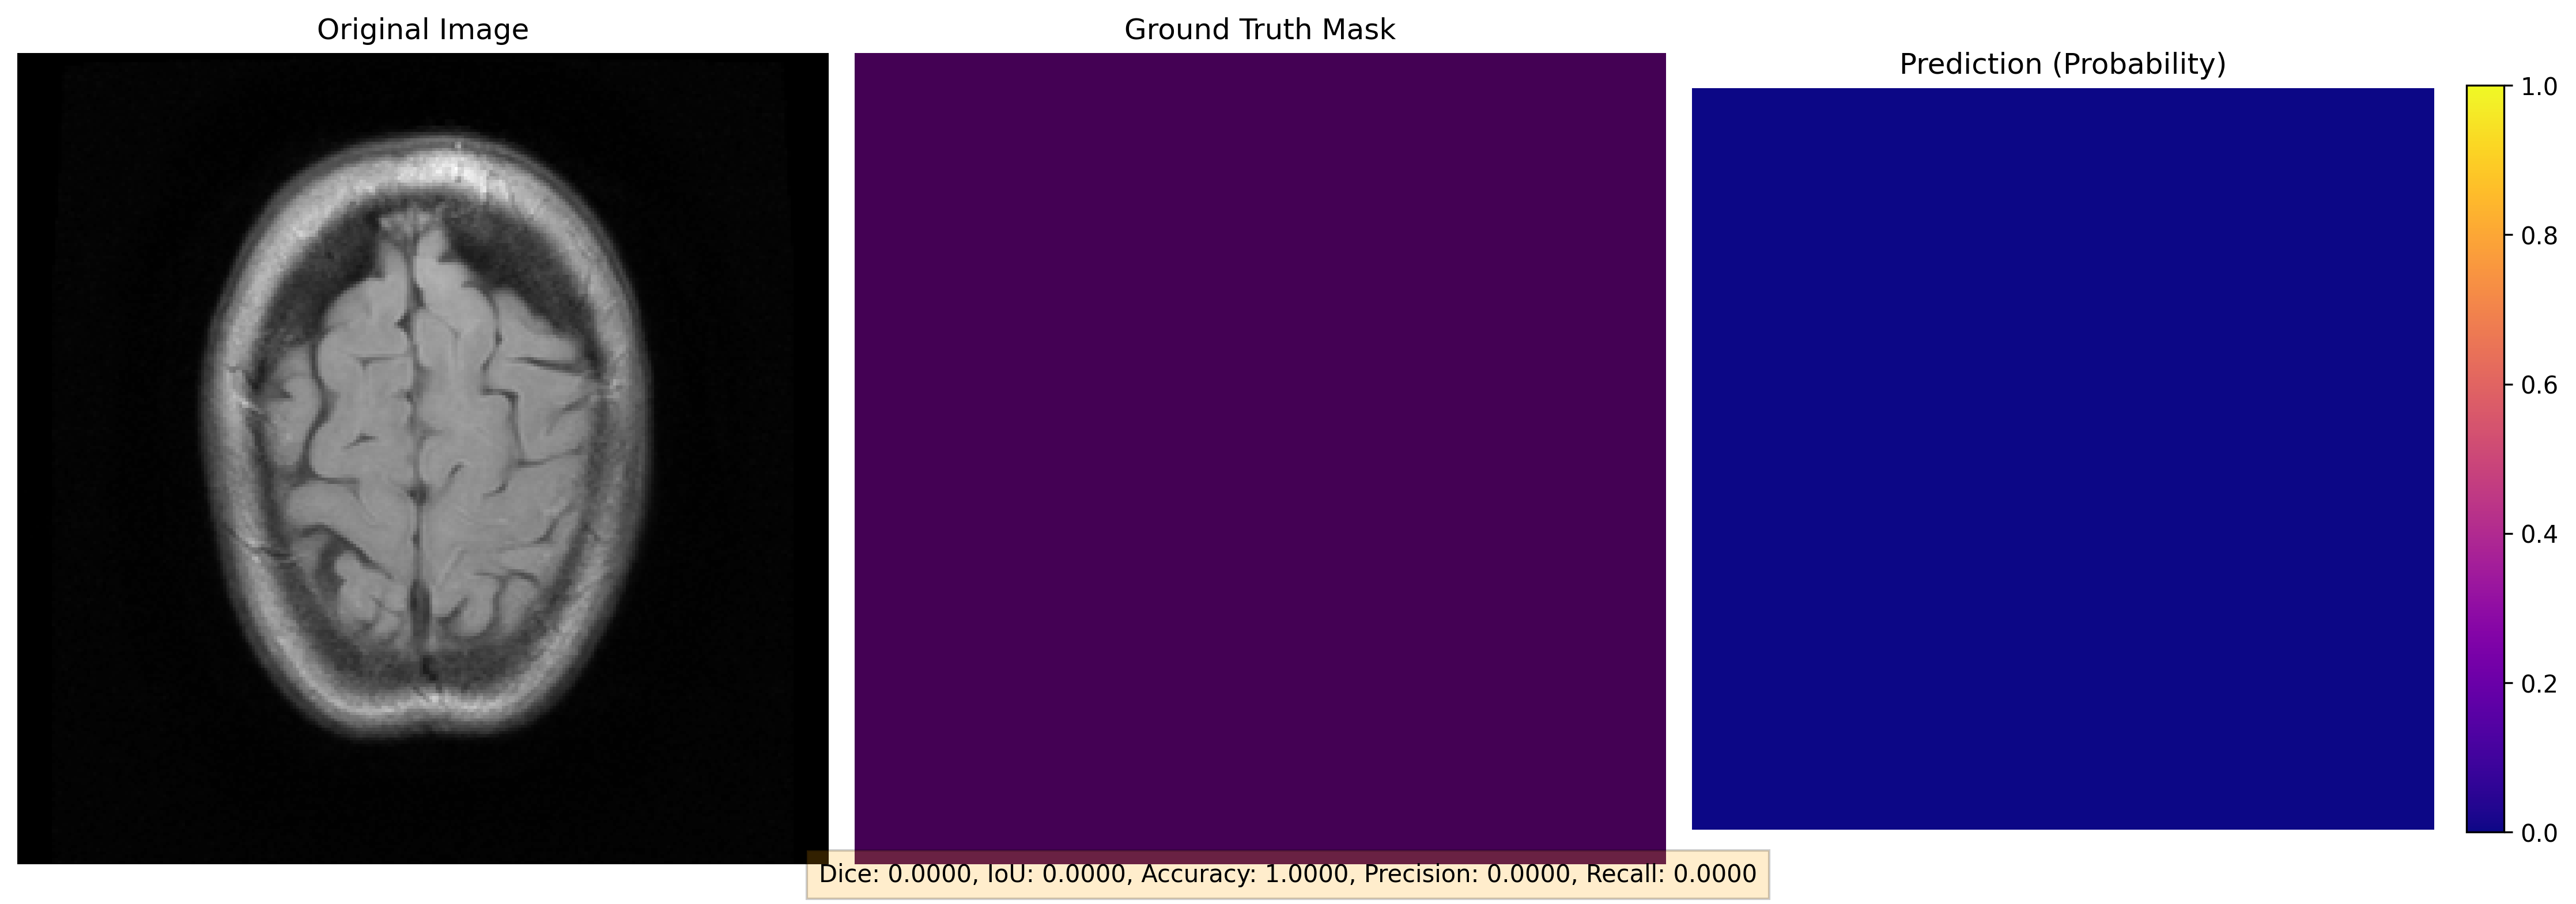 Original Image
Ground Truth Mask
Prediction (Probability)
1.0
0.8
0.6
0.4
0.2
0.0
Dice: 0.0000, IoU: 0.0000, Accuracy: 1.0000, Precision: 0.0000, Recall: 0.0000